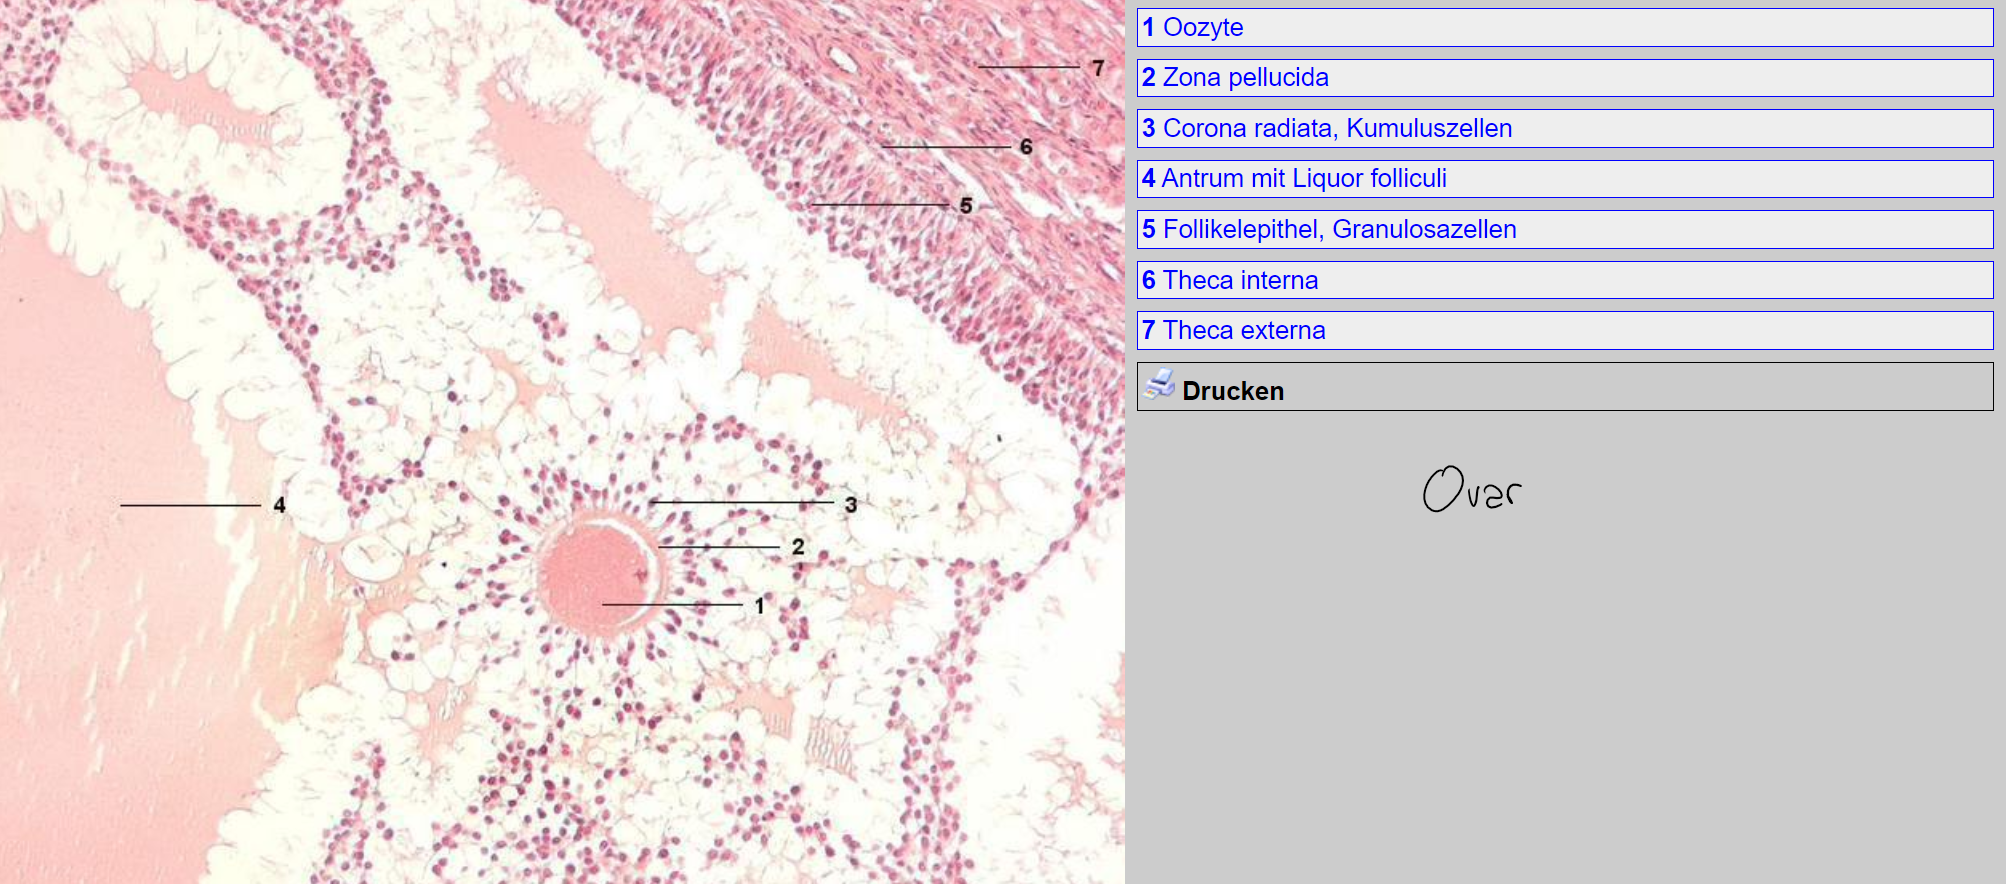 7
6
5
4
3
2
1
1 Oozyte
2 Zona pellucida
3 Corona radiata, Kumuluszellen
4 Antrum mit Liquor folliculi
5 Follikelepithel, Granulosazellen
6 Theca interna
7 Theca externa
Drucken
Ovar